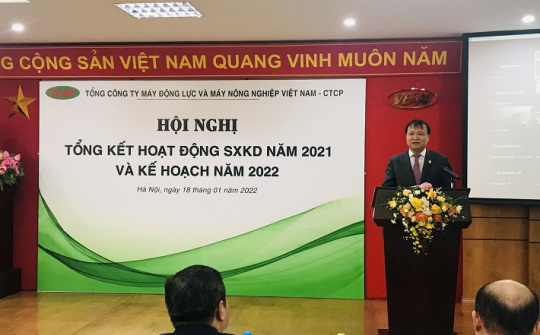 G CỘNG SẢN VIỆT NAM QUANG VINH MUÔN NĂM
VEAM
TỔNG CÔNG TY MÁY ĐỘNG LỰC VÀ MÁY NÔNG NGHIỆP VIỆT NAM - CTCP
VEAM
HỘI NGHỊ
TỔNG KẾT HOẠT ĐỘNG SXKD NĂM 2021
VÀ KẾ HOẠCH NĂM 2022
Hà Nội, ngày 18 tháng 01 năm 2022